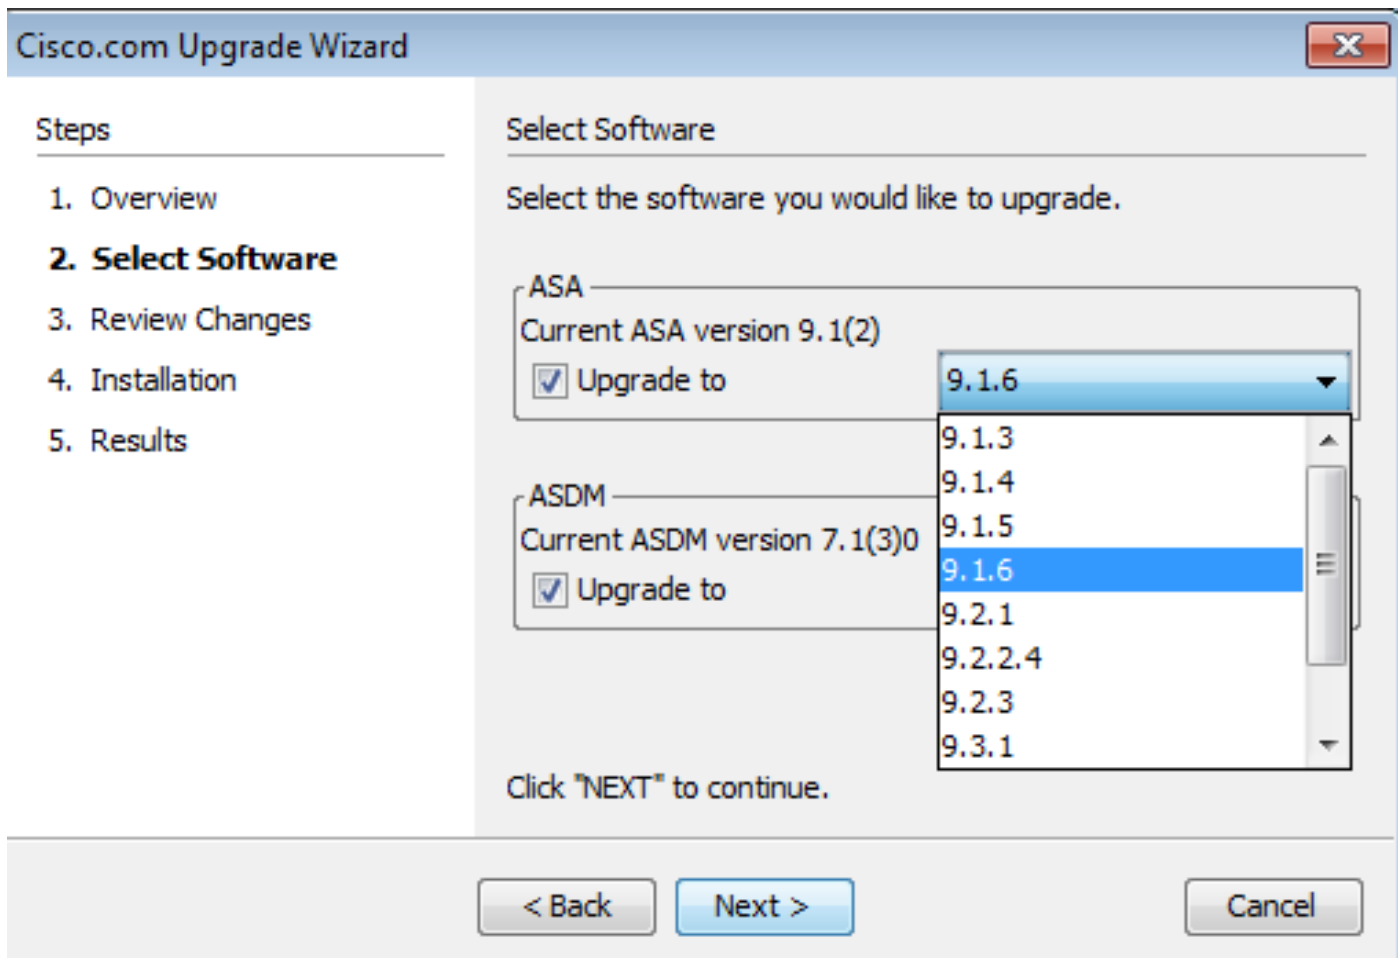 Cisco.com Upgrade Wizard
Steps
1. Overview
2. Select Software
3. Review Changes
4. Installation
5. Results
Select Software
Select the software you would like to upgrade.
ASA
Current ASA version 9.1(2)
Upgrade to
9.1.6
9.1.3
9.1.4
9.1.5
9.1.6
9.2.1
9.2.2.4
9.2.3
9.3.1
ASDM
Current ASDM version 7.1(3)0
Upgrade to
Click "NEXT" to continue.
< Back
Next >
Cancel